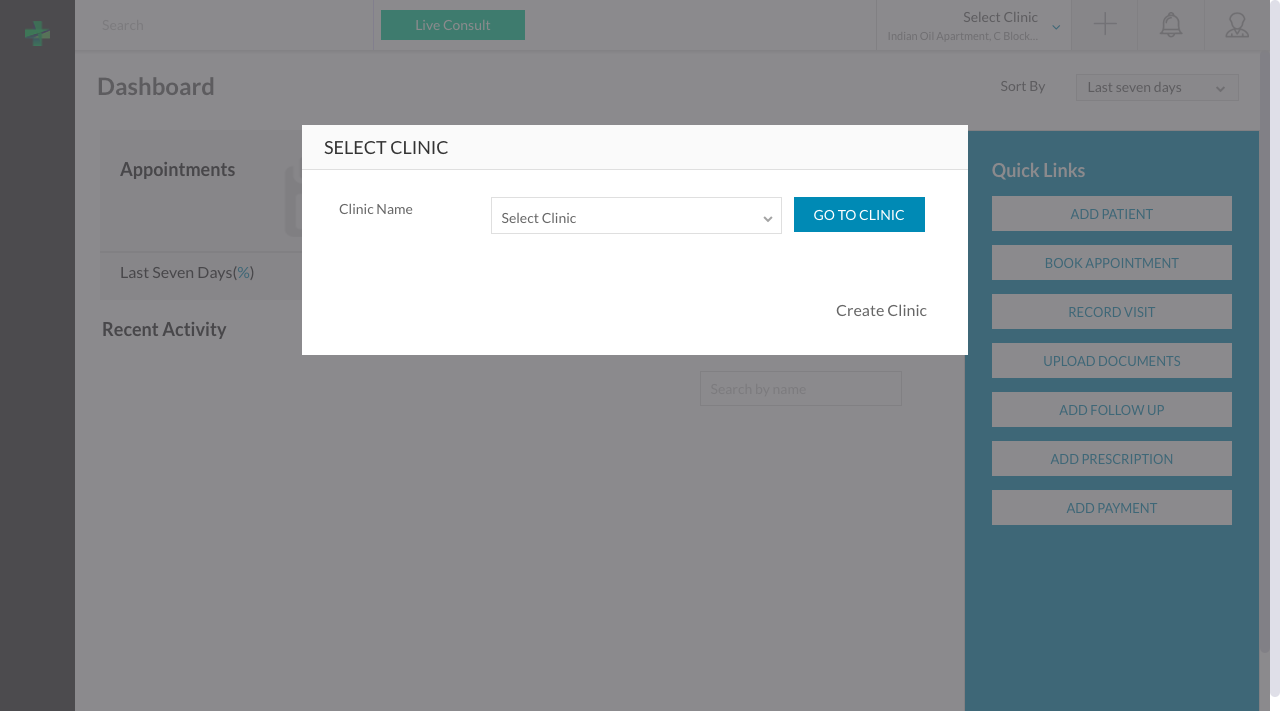 Search
Live Consult
Select Clinic
Indian Oil Apartment, C Block...
Dashboard
Sort By
Last seven days
SELECT CLINIC
Clinic Name
Select Clinic
GO TO CLINIC
Create Clinic
Appointments
Last Seven Days(%)
Recent Activity
Search by name
Quick Links
ADD PATIENT
BOOK APPOINTMENT
RECORD VISIT
UPLOAD DOCUMENTS
ADD FOLLOW UP
ADD PRESCRIPTION
ADD PAYMENT